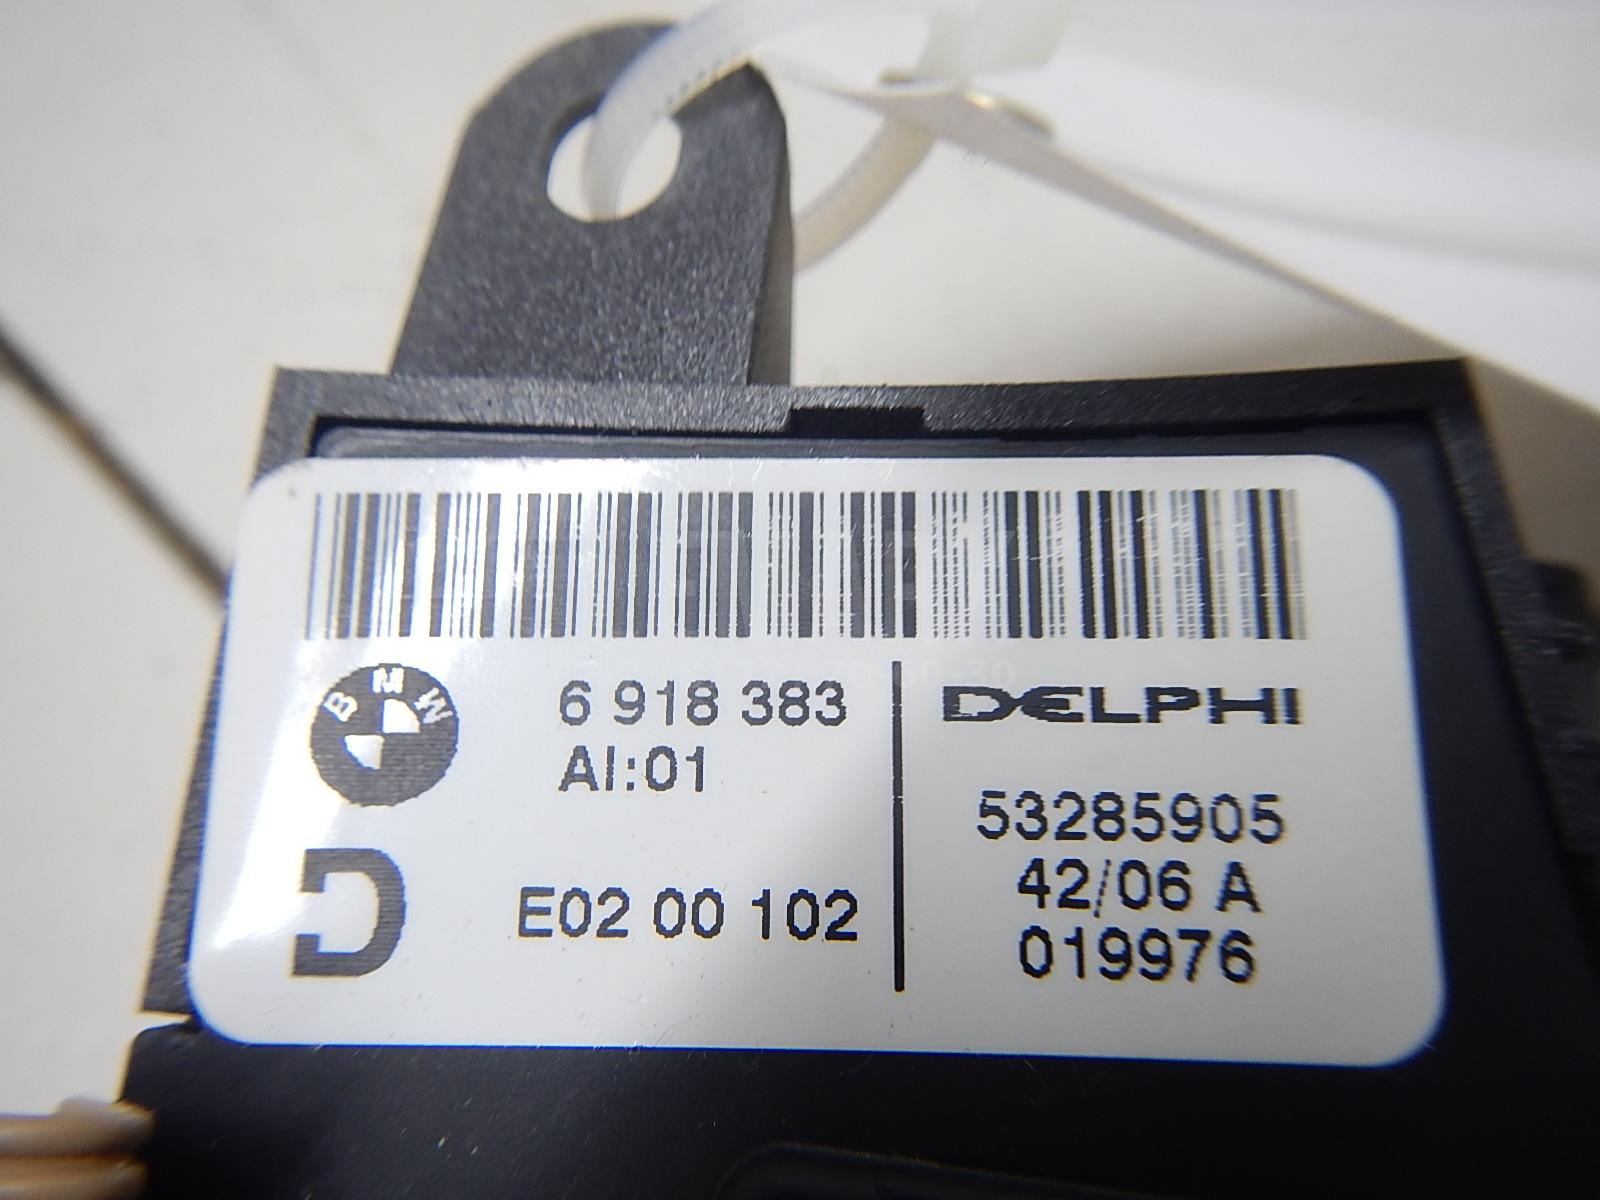 BMW
6 918 383
AI:01
D
E02 00 102
DELPHI
53285905
42/06 A
019976